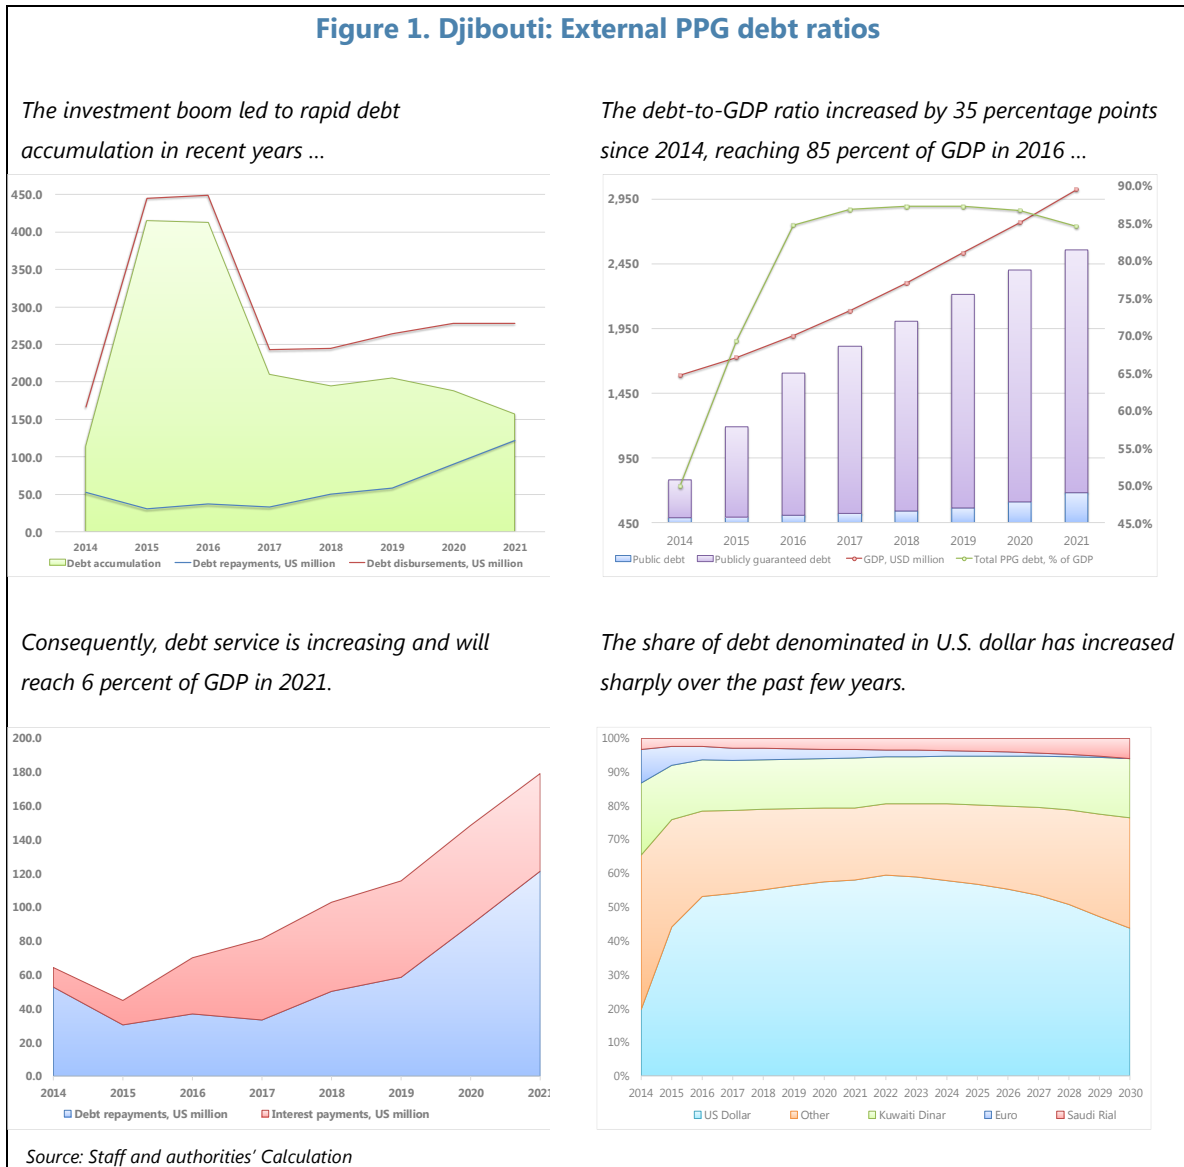 Figure 1. Djibouti: External PPG debt ratios
The investment boom led to rapid debt
accumulation in recent years ...
450.0
400.0
350.0
300.0
250.0
200.0
150.0
100.0
50.0
0.0
2014 2015 2016 2017 2018 2019 2020 2021
Debt accumulation Debt repayments, US million Debt disbursements, US million
The debt-to-GDP ratio increased by 35 percentage points
since 2014, reaching 85 percent of GDP in 2016 ...
2,950
2,450
1,950
1,450
950
450
90.0%
85.0%
80.0%
75.0%
70.0%
65.0%
60.0%
55.0%
50.0%
45.0%
2014 2015 2016 2017 2018 2019 2020 2021
Public debt Publicly guaranteed debt GDP, USD million Total PPG debt, % of GDP
Consequently, debt service is increasing and will
reach 6 percent of GDP in 2021.
200.0
180.0
160.0
140.0
120.0
100.0
80.0
60.0
40.0
20.0
0.0
2014 2015 2016 2017 2018 2019 2020 2021
Debt repayments, US million Interest payments, US million
The share of debt denominated in U.S. dollar has increased
sharply over the past few years.
100%
90%
80%
70%
60%
50%
40%
30%
20%
10%
0%
2014 2015 2016 2017 2018 2019 2020 2021 2022 2023 2024 2025 2026 2027 2028 2029 2030
US Dollar Other Kuwaiti Dinar Euro Saudi Rial
Source: Staff and authorities' Calculation